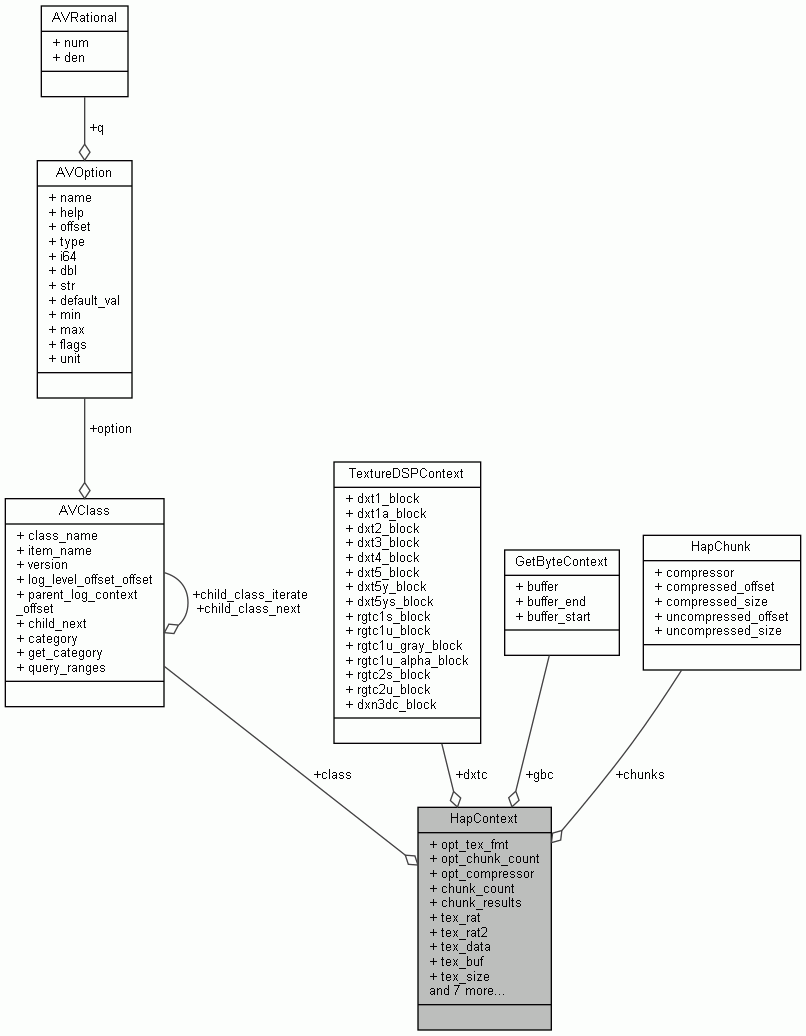 AVRational
+ num
+ den
+q
AVOption
+ name
+ help
+ offset
+ type
+ i64
+ dbl
+ str
+ default_val
+ min
+ max
+ flags
+ unit
+option
AVClass
+ class_name
+ item_name
+ version
+ log_level_offset_offset
+ parent_log_context
_offset
+ child_next
+ category
+ get_category
+ query_ranges
+child_class_iterate
+child_class_next
TextureDSPContext
+ dxt1_block
+ dxt1a_block
+ dxt2_block
+ dxt3_block
+ dxt4_block
+ dxt5_block
+ dxt5y_block
+ dxt5ys_block
+ rgtc1s_block
+ rgtc1u_block
+ rgtc1u_gray_block
+ rgtc1u_alpha_block
+ rgtc2s_block
+ rgtc2u_block
+ dxn3dc_block
GetByteContext
+ buffer
+ buffer_end
+ buffer_start
HapChunk
+ compressor
+ compressed_offset
+ compressed_size
+ uncompressed_offset
+ uncompressed_size
+class
+dxtc
+gbc
+chunks
HapContext
+ opt_tex_fmt
+ opt_chunk_count
+ opt_compressor
+ chunk_count
+ chunk_results
+ tex_rat
+ tex_rat2
+ tex_data
+ tex_buf
+ tex_size
and 7 more...